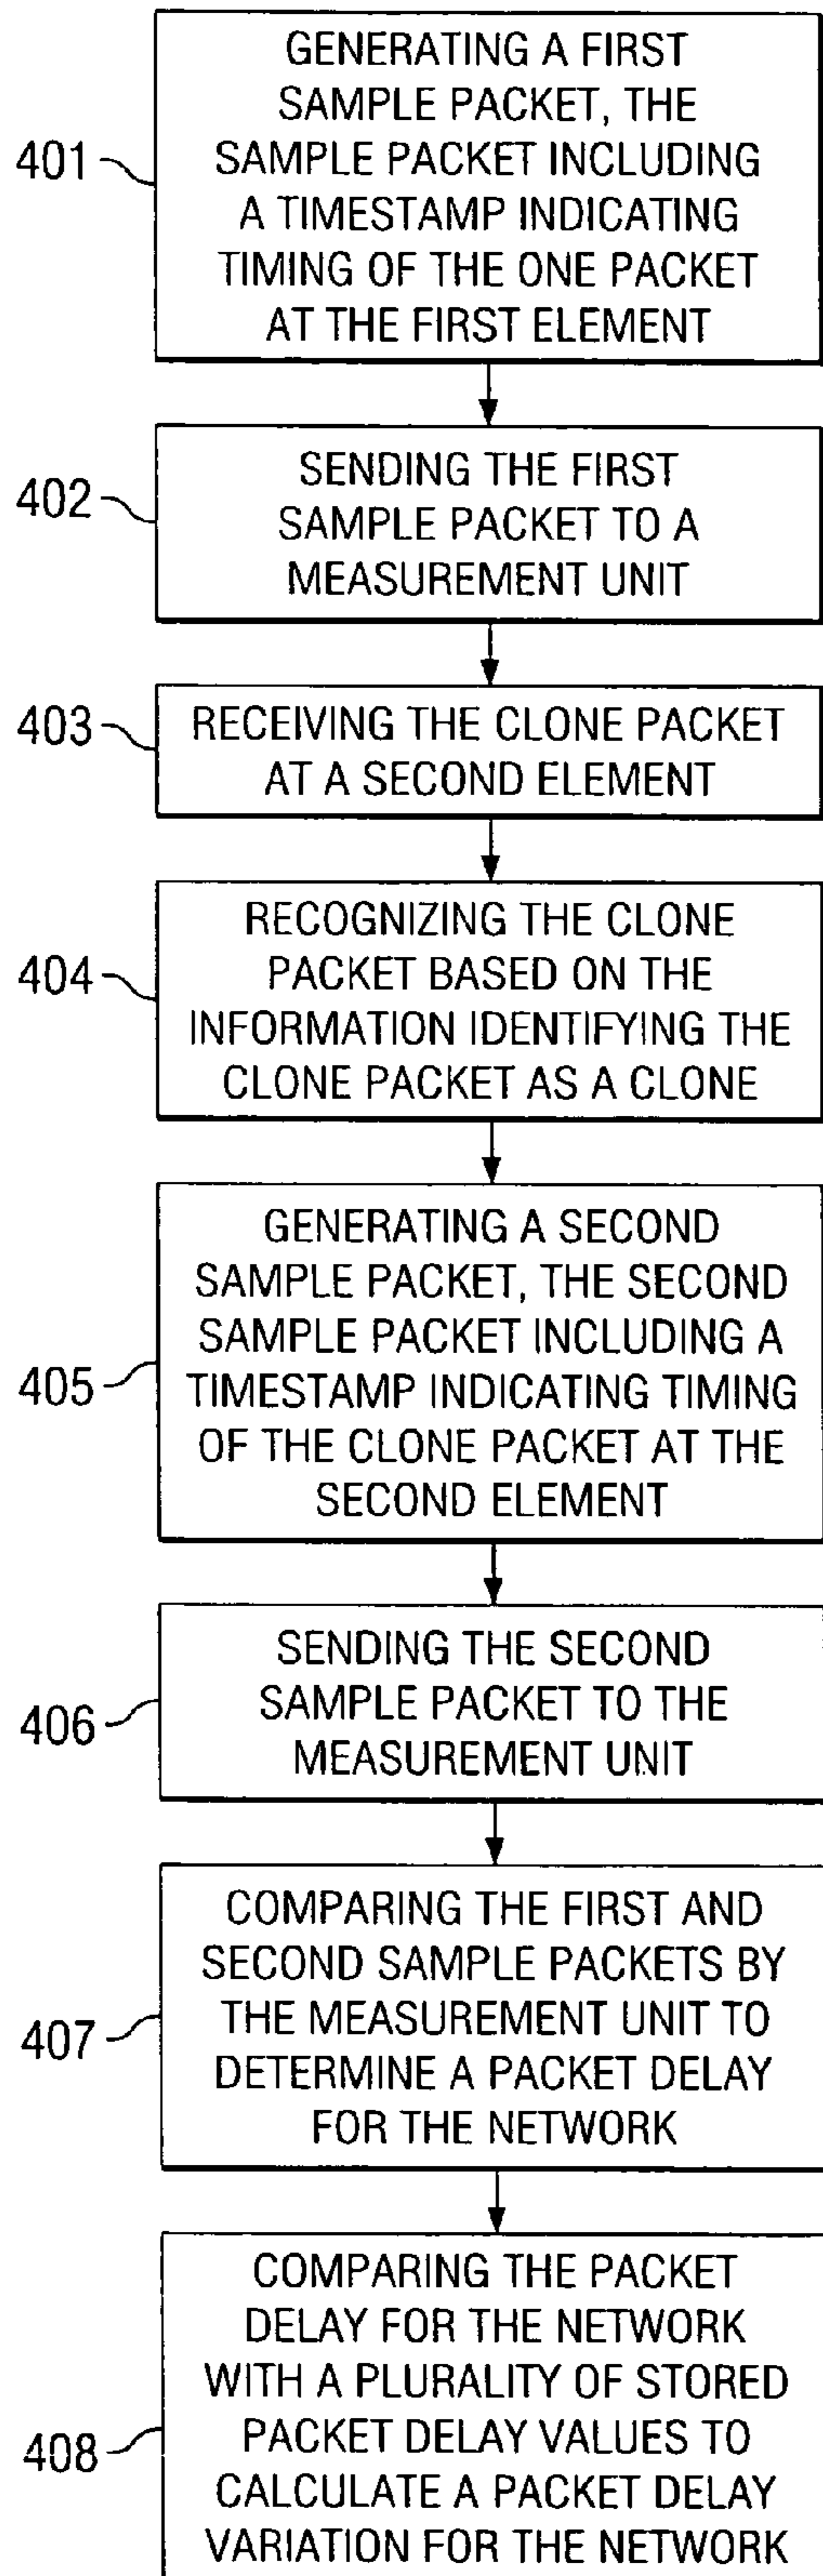 GENERATING A FIRST
SAMPLE PACKET, THE
SAMPLE PACKET INCLUDING
A TIMESTAMP INDICATING
TIMING OF THE ONE PACKET
AT THE FIRST ELEMENT
401
SENDING THE FIRST
SAMPLE PACKET TO A
MEASUREMENT UNIT
402
RECEIVING THE CLONE PACKET
AT A SECOND ELEMENT
403
RECOGNIZING THE CLONE
PACKET BASED ON THE
INFORMATION IDENTIFYING THE
CLONE PACKET AS A CLONE
404
GENERATING A SECOND
SAMPLE PACKET, THE SECOND
SAMPLE PACKET INCLUDING A
TIMESTAMP INDICATING TIMING
OF THE CLONE PACKET AT THE
SECOND ELEMENT
405
SENDING THE SECOND
SAMPLE PACKET TO THE
MEASUREMENT UNIT
406
COMPARING THE FIRST AND
SECOND SAMPLE PACKETS BY
THE MEASUREMENT UNIT TO
DETERMINE A PACKET DELAY
FOR THE NETWORK
407
COMPARING THE PACKET
DELAY FOR THE NETWORK
WITH A PLURALITY OF STORED
PACKET DELAY VALUES TO
CALCULATE A PACKET DELAY
VARIATION FOR THE NETWORK
408